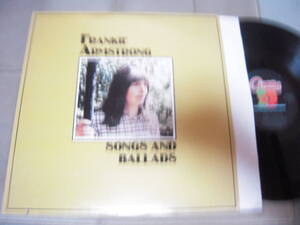 FRANKIE
ARMSTRONG
SONGS AND
BALLADS